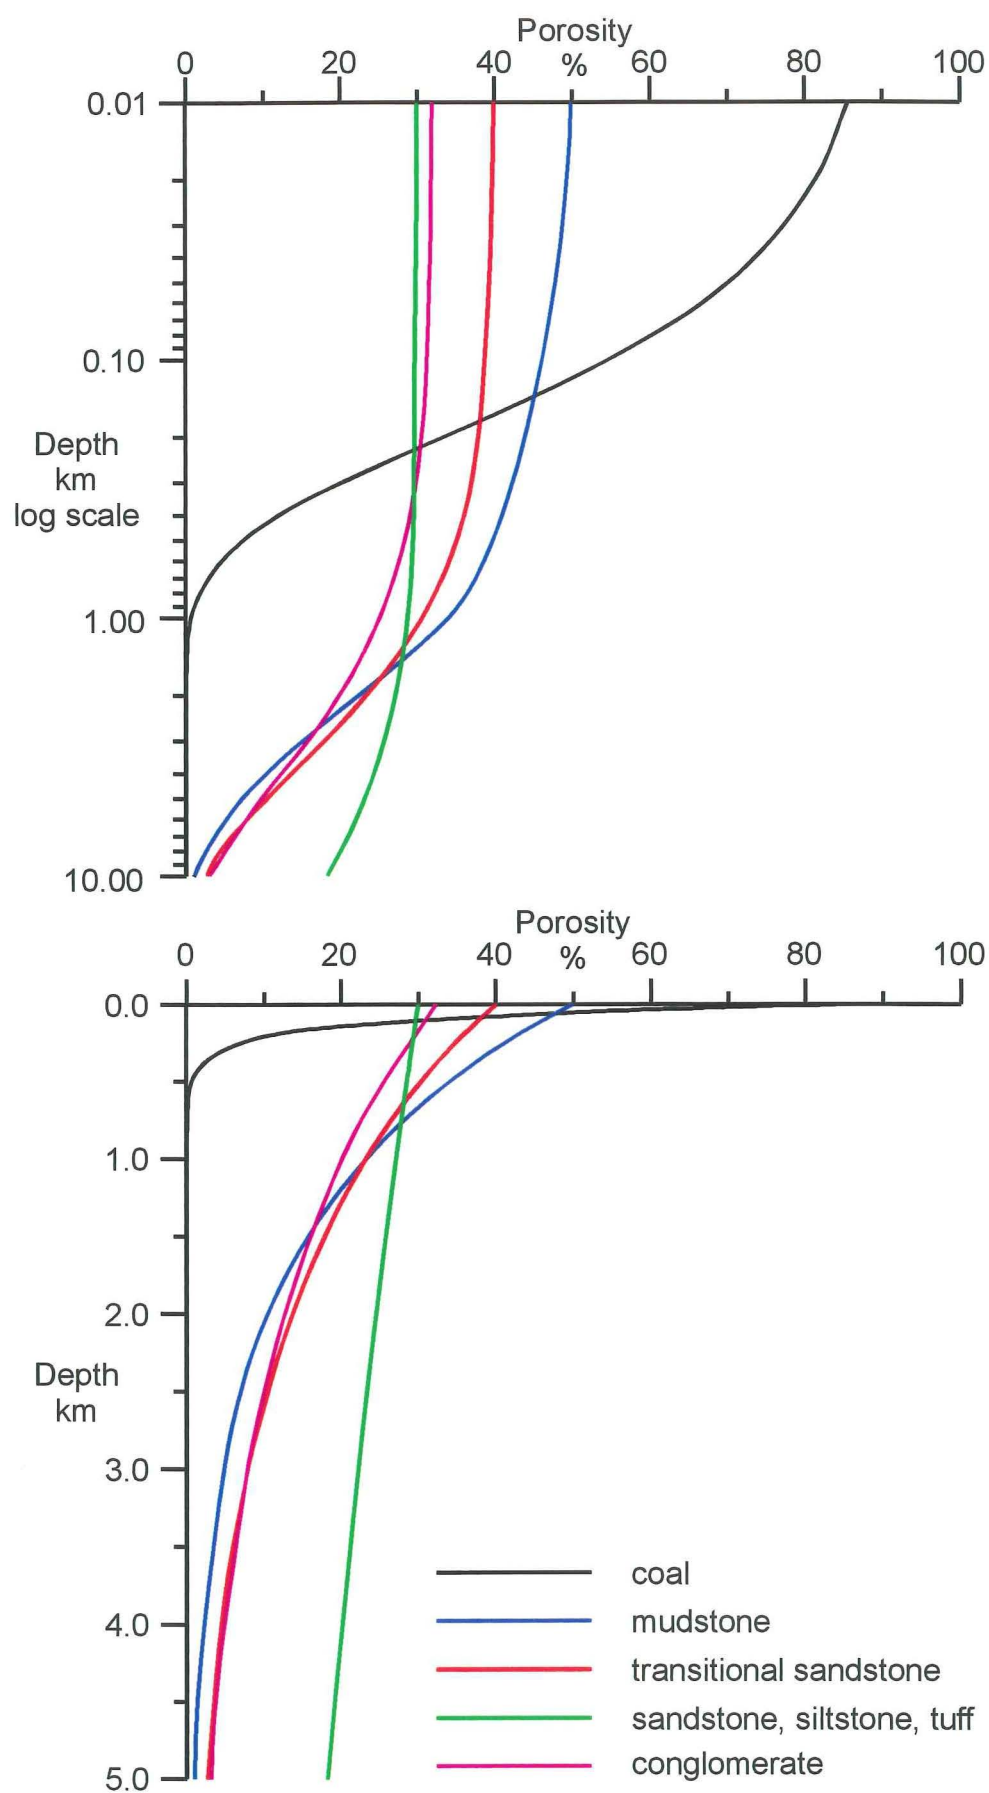 Porosity
%
0 20 40 60 80 100
0.01
0.10
Depth
km
log scale
1.00
10.00
Porosity
%
0 20 40 60 80 100
0.0
1.0
2.0
Depth
km
3.0
4.0
5.0
coal
mudstone
transitional sandstone
sandstone, siltstone, tuff
conglomerate